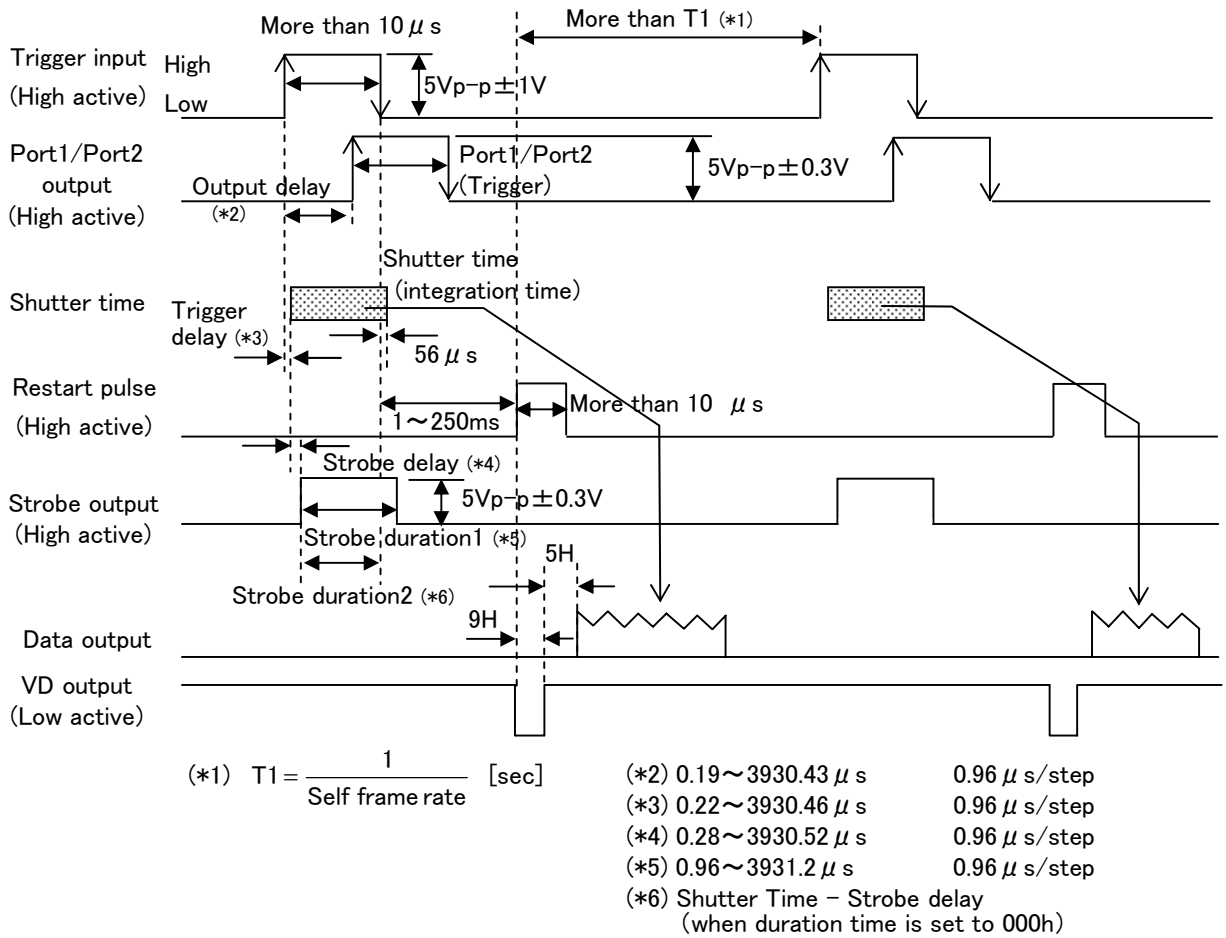 More than 10 μ s
More than T1 (*1)
Trigger input
(High active)
High
Low
5Vp-p±1V
Port1/Port2
output
(High active)
Output delay
(*2)
Port1/Port2
(Trigger)
5Vp-p±0.3V
Shutter time
Trigger
delay (*3)
Shutter time
(integration time)
56 μ s
Restart pulse
(High active)
1~250ms
More than 10 μ s
Strobe delay (*4)
Strobe output
(High active)
5Vp-p±0.3V
Strobe duration1 (*5)
Strobe duration2 (*6)
5H
9H
Data output
VD output
(Low active)
(*1) T1 = 1 / Self frame rate [sec]
(*2) 0.19~3930.43 μ s 0.96 μ s/step
(*3) 0.22~3930.46 μ s 0.96 μ s/step
(*4) 0.28~3930.52 μ s 0.96 μ s/step
(*5) 0.96~3931.2 μ s 0.96 μ s/step
(*6) Shutter Time - Strobe delay
(when duration time is set to 000h)